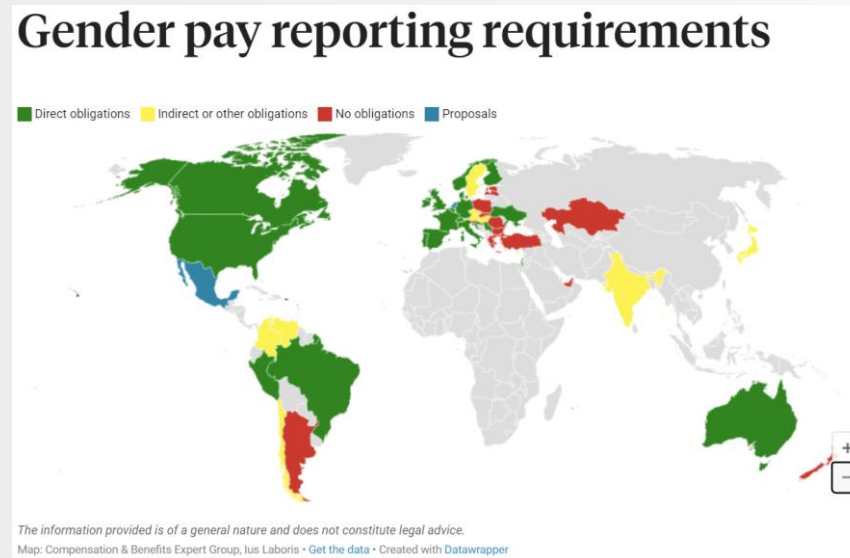 Gender pay reporting requirements
Direct obligations Indirect or other obligations No obligations Proposals
+
−
The information provided is of a general nature and does not constitute legal advice.
Map: Compensation & Benefits Expert Group, Ius Laboris • Get the data • Created with Datawrapper